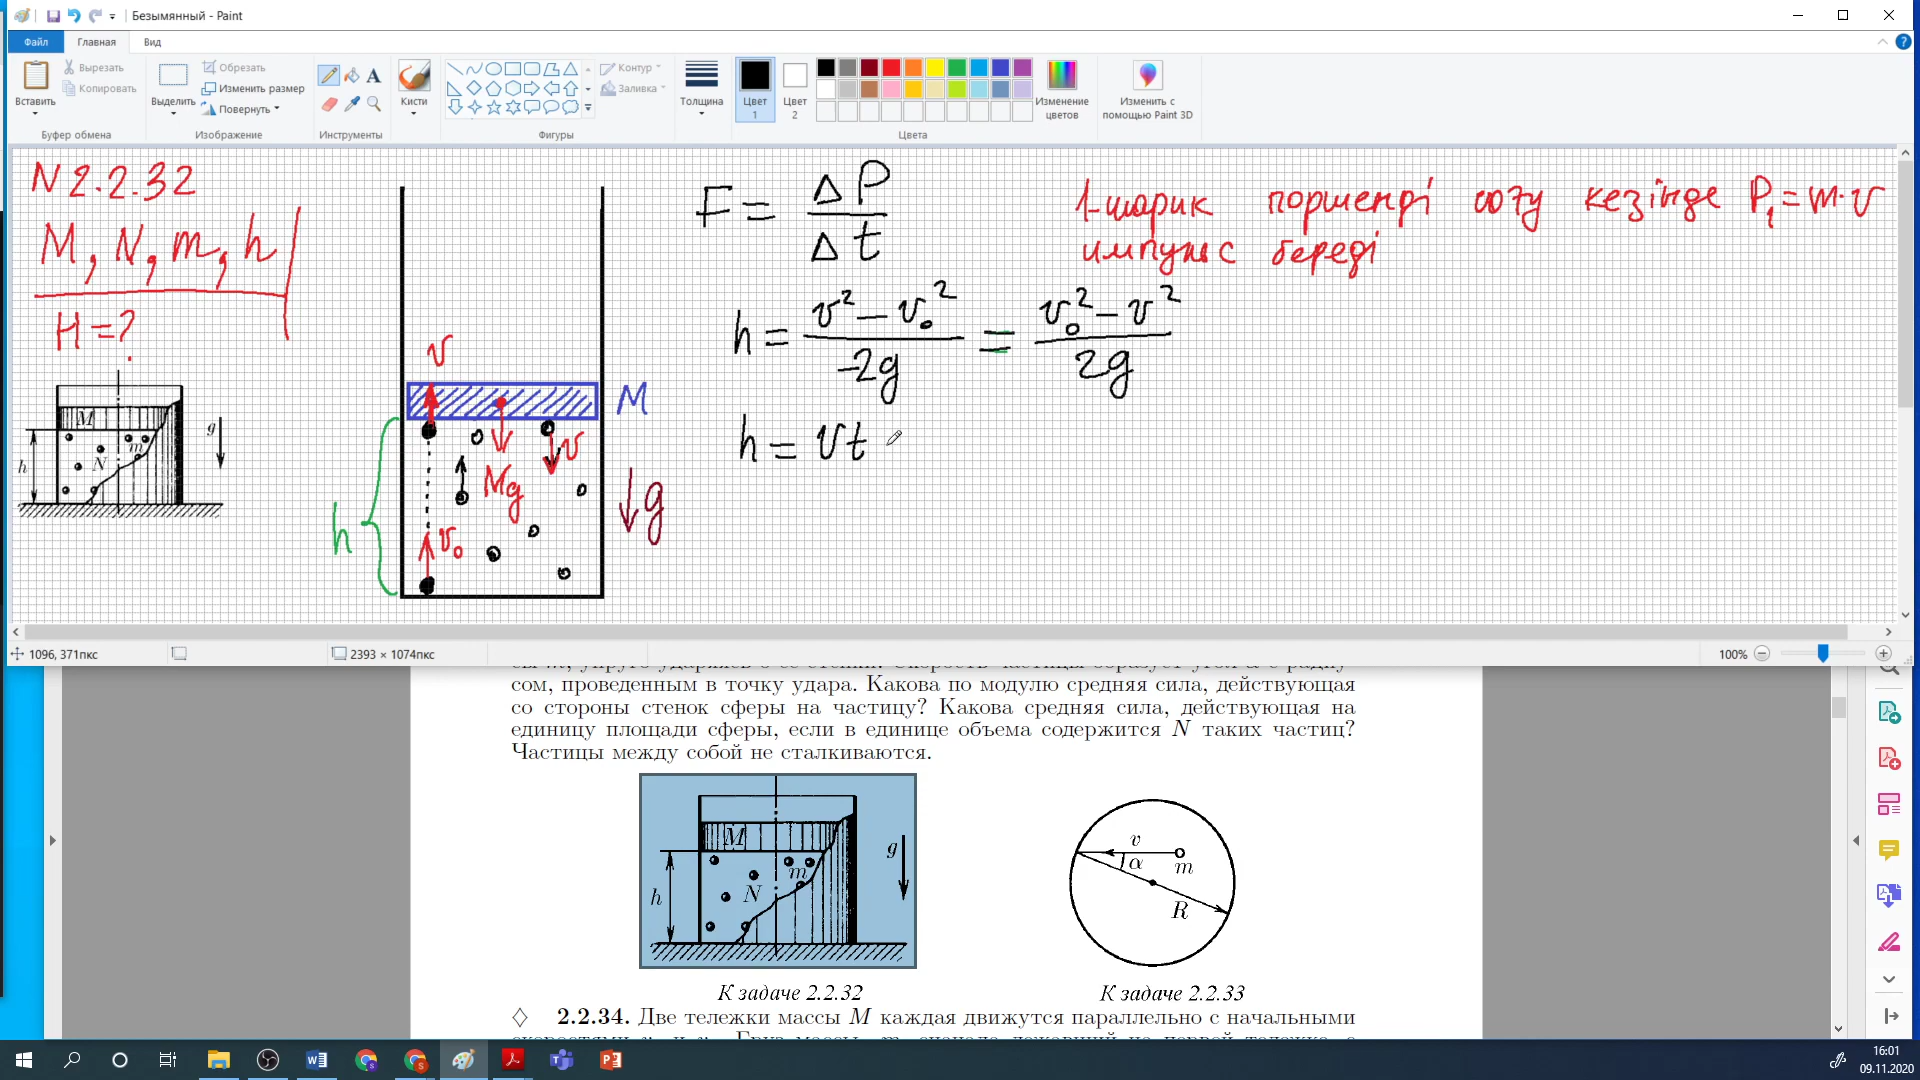 Безымянный - Paint
Файл Главная Вид
Вставить
Вырезать
Копировать
Буфер обмена
Выделить
Обрезать
Изменить размер
Повернуть
Изображение
A
Инструменты
Кисти
Контур
Заливка
Фигуры
Толщина
Цвет 1
Цвет 2
Изменение цветов
Цвета
Изменить с помощью Paint 3D
N 2.2.32
M, N, m, h
H = ?
M
N
m
h
g
v
M
v
Mg
v₀
h
g
F = ΔP / Δt
h = (v² – v₀²) / (-2g) = (v₀² – v²) / (2g)
h = vt
1-шарик поршенді соғу кезінде P₁ = m·v
импульс береді
1096, 371пкс
2393 × 1074пкс
100%
сом, проведенным в точку удара. Какова по модулю средняя сила, действующая
со стороны стенок сферы на частицу? Какова средняя сила, действующая на
единицу площади сферы, если в единице объема содержится N таких частиц?
Частицы между собой не сталкиваются.
M
m
N
h
g
v
α
m
R
К задаче 2.2.32
К задаче 2.2.33
2.2.34. Две тележки массы M каждая движутся параллельно с начальными
16:01
09.11.2020